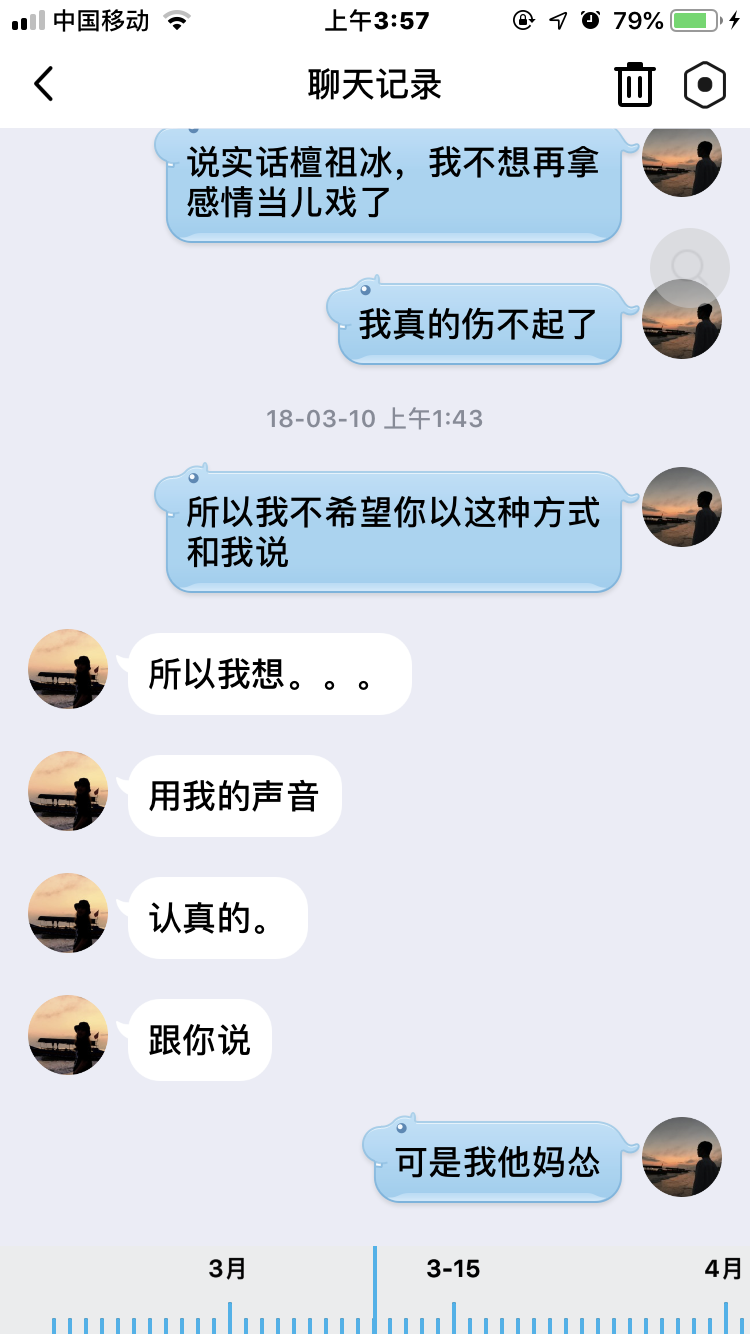 中国移动 上午3:57 79%
聊天记录
说实话檀祖冰，我不想再拿
感情当儿戏了
我真的伤不起了
18-03-10 上午1:43
所以我不希望你以这种方式
和我说
所以我想。。。
用我的声音
认真的。
跟你说
可是我他妈怂
3月 3-15 4月